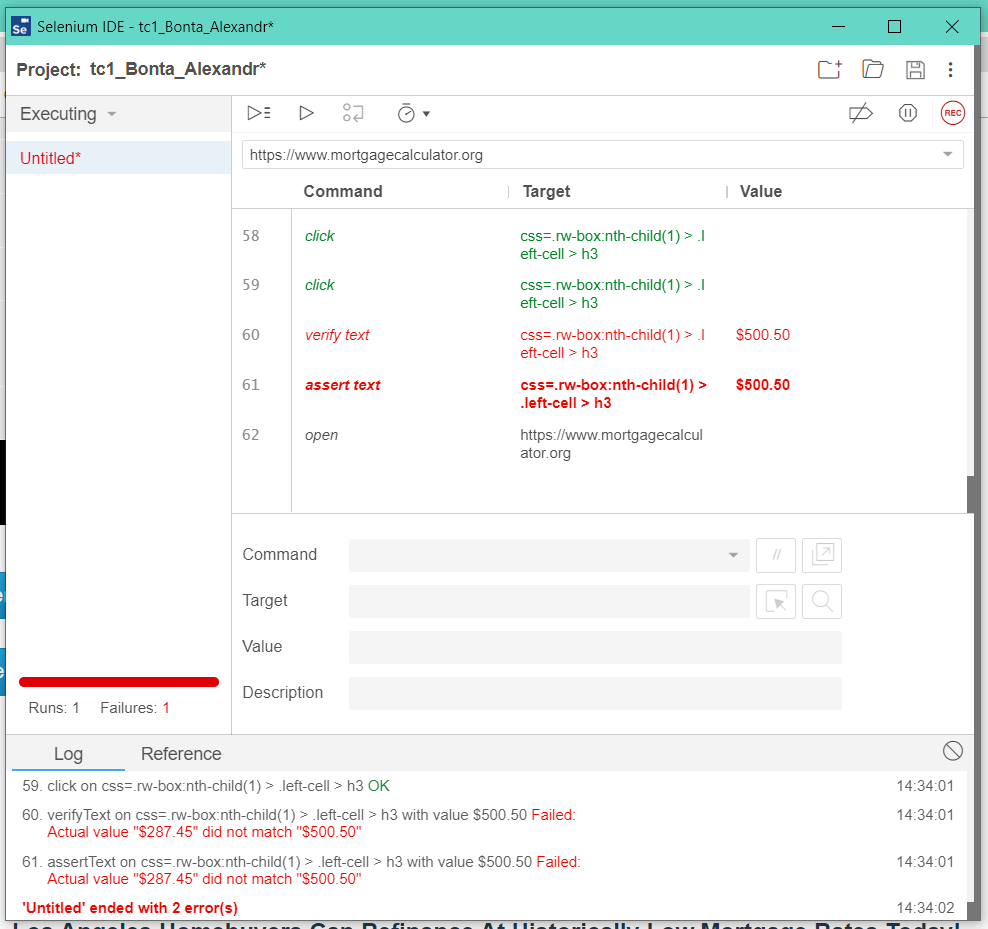 Se Selenium IDE - tc1_Bonta_Alexandr*
Project: tc1_Bonta_Alexandr*
Executing
REC
Untitled*
https://www.mortgagecalculator.org
Command Target Value
58 click css=.rw-box:nth-child(1) > .l
eft-cell > h3
59 click css=.rw-box:nth-child(1) > .l
eft-cell > h3
60 verify text css=.rw-box:nth-child(1) > .l $500.50
eft-cell > h3
61 assert text css=.rw-box:nth-child(1) > $500.50
.left-cell > h3
62 open https://www.mortgagecalcul
ator.org
Command //
Target
Value
Description
Runs: 1 Failures: 1
Log Reference
59. click on css=.rw-box:nth-child(1) > .left-cell > h3 OK 14:34:01
60. verifyText on css=.rw-box:nth-child(1) > .left-cell > h3 with value $500.50 Failed: 14:34:01
Actual value "$287.45" did not match "$500.50"
61. assertText on css=.rw-box:nth-child(1) > .left-cell > h3 with value $500.50 Failed: 14:34:01
Actual value "$287.45" did not match "$500.50"
'Untitled' ended with 2 error(s) 14:34:02
Los Angeles Homebuyers Can Refinance At Historically Low Mortgage Rates Today!